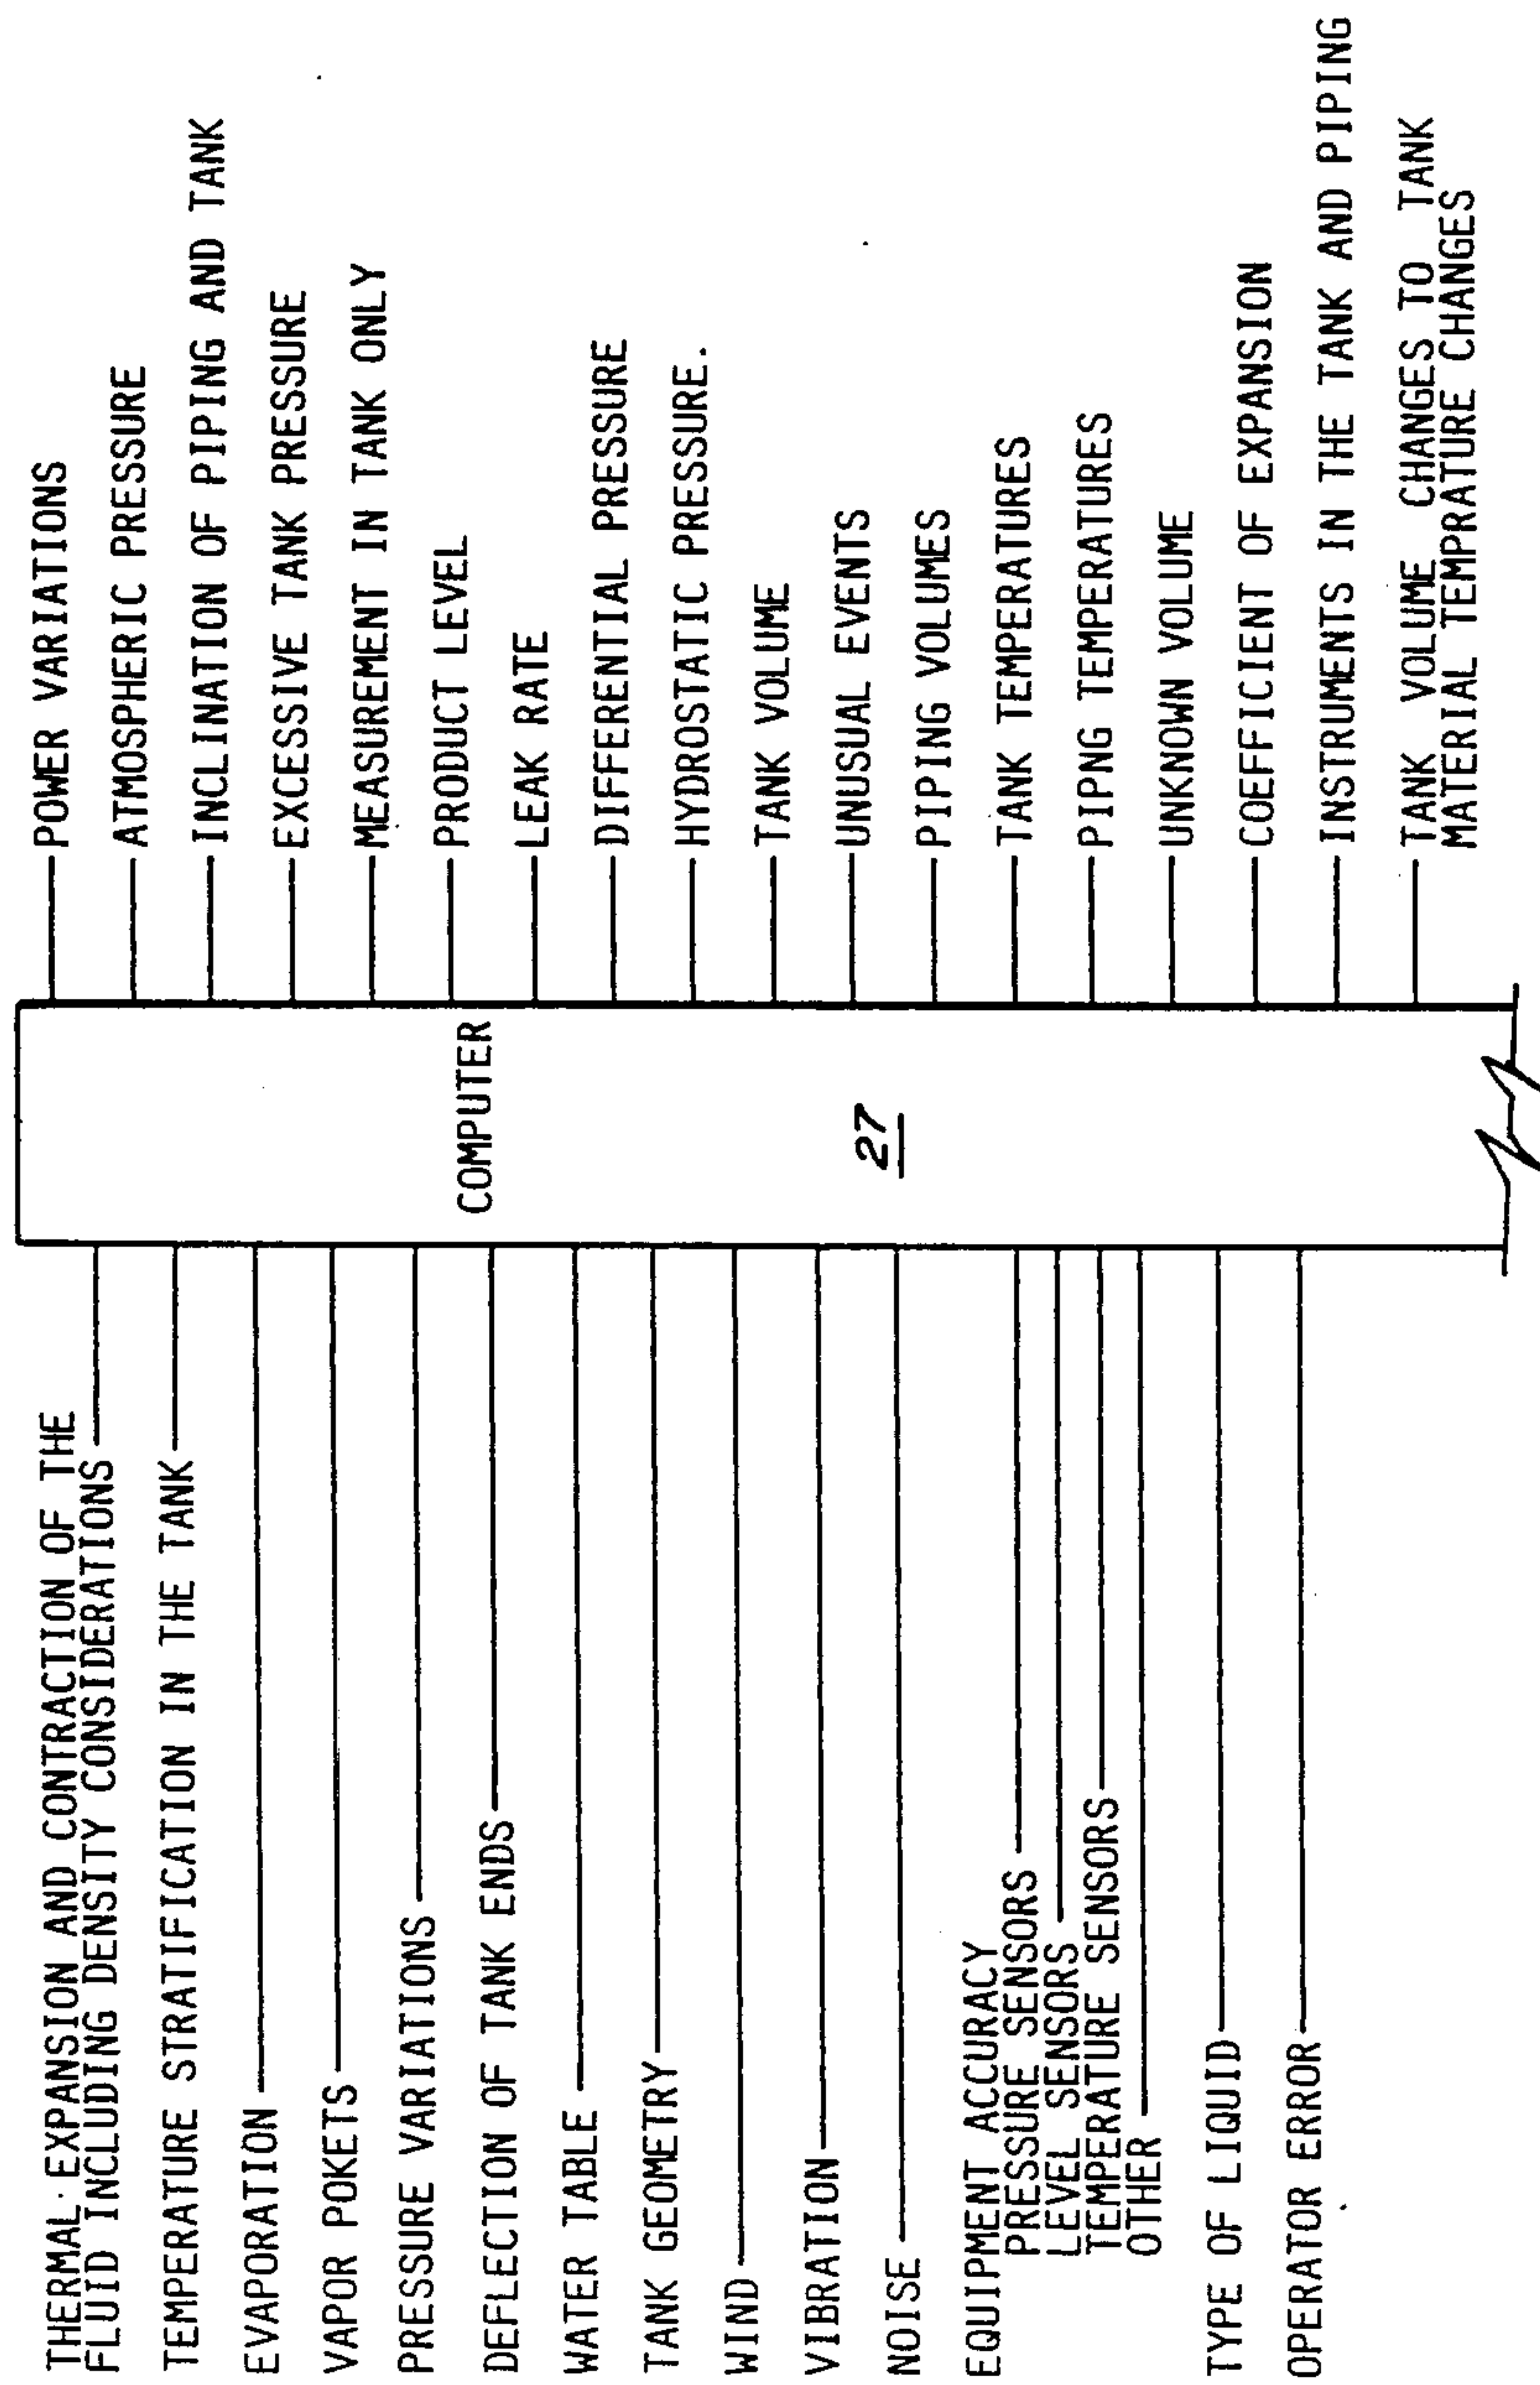 THERMAL EXPANSION AND CONTRACTION OF THE
FLUID INCLUDING DENSITY CONSIDERATIONS
TEMPERATURE STRATIFICATION IN THE TANK
EVAPORATION
VAPOR POKETS
PRESSURE VARIATIONS
DEFLECTION OF TANK ENDS
WATER TABLE
TANK GEOMETRY
WIND
VIBRATION
NOISE
EQUIPMENT ACCURACY
PRESSURE SENSORS
LEVEL SENSORS
TEMPERATURE SENSORS
OTHER
TYPE OF LIQUID
OPERATOR ERROR
COMPUTER
27
POWER VARIATIONS
ATMOSPHERIC PRESSURE
INCLINATION OF PIPING AND TANK
EXCESSIVE TANK PRESSURE
MEASUREMENT IN TANK ONLY
PRODUCT LEVEL
LEAK RATE
DIFFERENTIAL PRESSURE
HYDROSTATIC PRESSURE.
TANK VOLUME
UNUSUAL EVENTS
PIPING VOLUMES
TANK TEMPERATURES
PIPNG TEMPERATURES
UNKNOWN VOLUME
COEFFICIENT OF EXPANSION
INSTRUMENTS IN THE TANK AND PIPING
TANK VOLUME CHANGES TO TANK
MATERIAL TEMPRATURE CHANGES